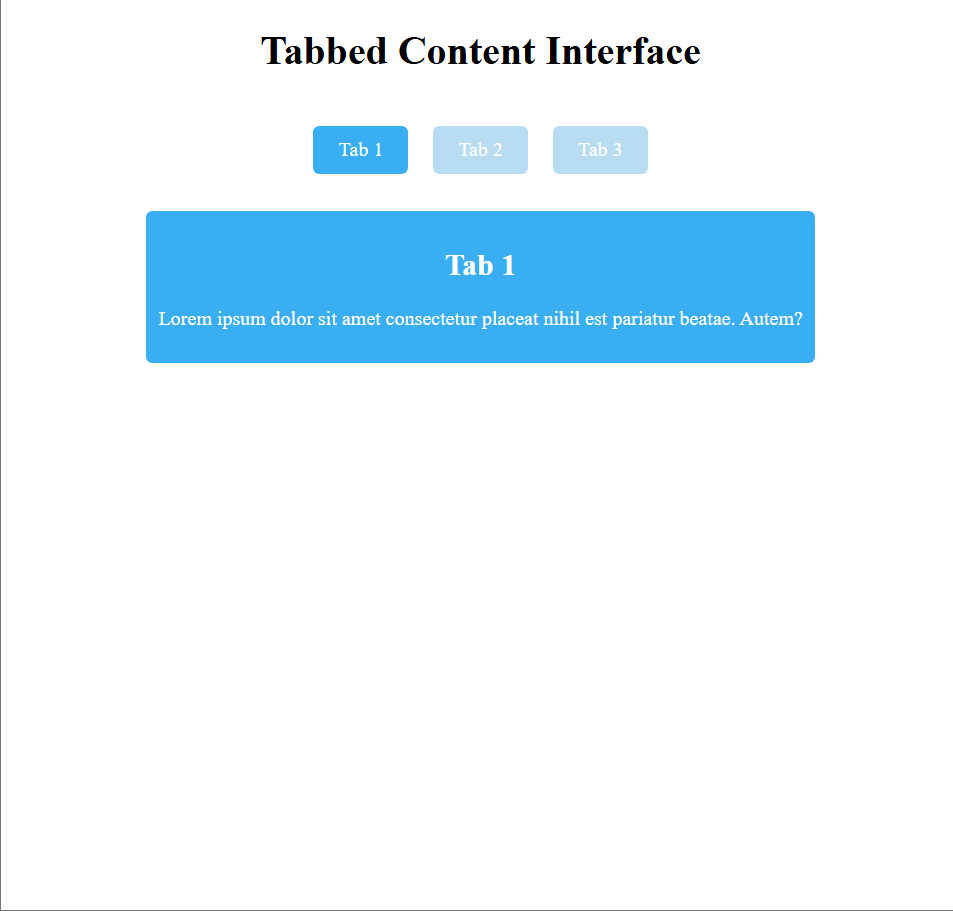 Tabbed Content Interface
Tab 1 Tab 2 Tab 3
Tab 1
Lorem ipsum dolor sit amet consectetur placeat nihil est pariatur beatae. Autem?